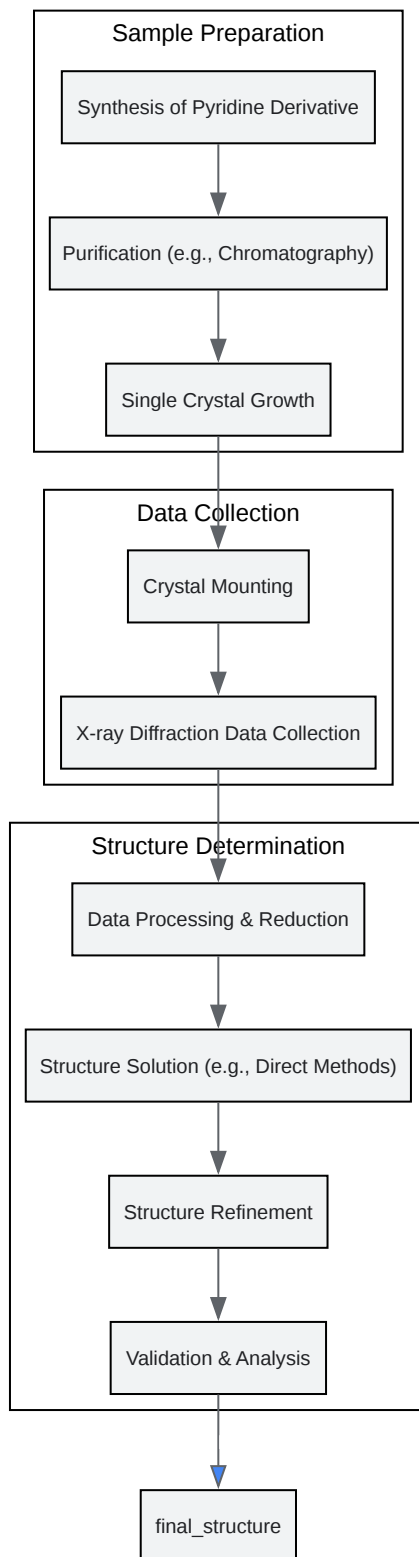 Sample Preparation
Synthesis of Pyridine Derivative
Purification (e.g., Chromatography)
Single Crystal Growth
Data Collection
Crystal Mounting
X-ray Diffraction Data Collection
Structure Determination
Data Processing & Reduction
Structure Solution (e.g., Direct Methods)
Structure Refinement
Validation & Analysis
final_structure